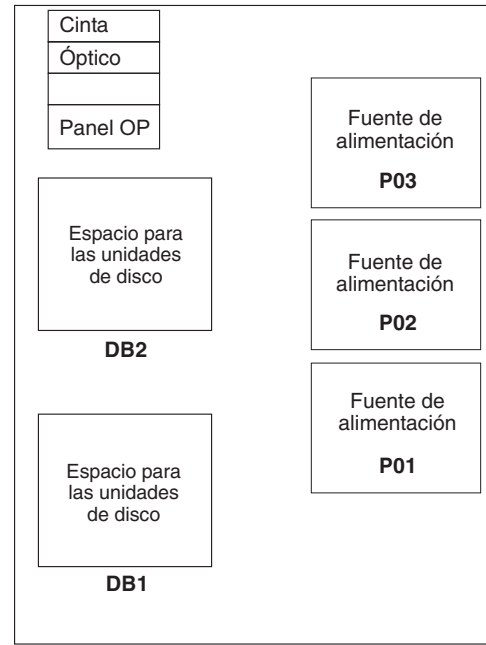 Cinta
Óptico
Panel OP
Espacio para
las unidades
de disco
DB2
Espacio para
las unidades
de disco
DB1
Fuente de
alimentación
P03
Fuente de
alimentación
P02
Fuente de
alimentación
P01